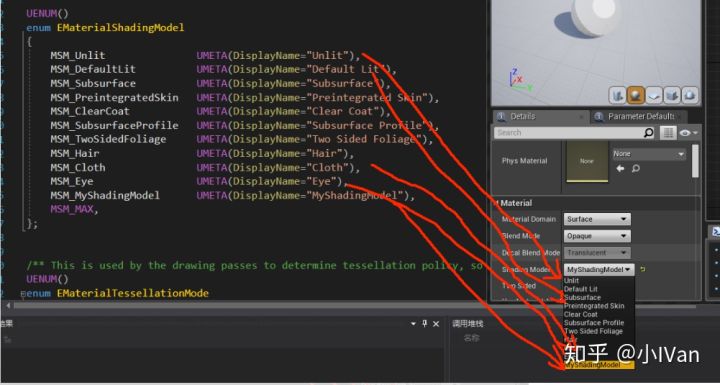 UENUM()
enum EMaterialShadingModel
{
MSM_Unlit UMETA(DisplayName="Unlit"),
MSM_DefaultLit UMETA(DisplayName="Default Lit"),
MSM_Subsurface UMETA(DisplayName="Subsurface"),
MSM_PreintegratedSkin UMETA(DisplayName="Preintegrated Skin"),
MSM_ClearCoat UMETA(DisplayName="Clear Coat"),
MSM_SubsurfaceProfile UMETA(DisplayName="Subsurface Profile"),
MSM_TwoSidedFoliage UMETA(DisplayName="Two Sided Foliage"),
MSM_Hair UMETA(DisplayName="Hair"),
MSM_Cloth UMETA(DisplayName="Cloth"),
MSM_Eye UMETA(DisplayName="Eye"),
MSM_MyShadingModel UMETA(DisplayName="MyShadingModel"),
MSM_MAX,
};
/** This is used by the drawing passes to determine tessellation policy, so
UENUM()
enum EMaterialTessellationMode
结果
调用堆栈
名称
Z
X
Y
Details
Parameter Defaults
Search
Phys Material
None
None
Material
Material Domain Surface
Blend Mode Opaque
Decal Blend Mode Translucent
Shading Model MyShadingModel
Two Sided
Unlit
Default Lit
Subsurface
Preintegrated Skin
Clear Coat
Subsurface Profile
Two Sided Foliage
MyShadingModel
知乎 @小IVan